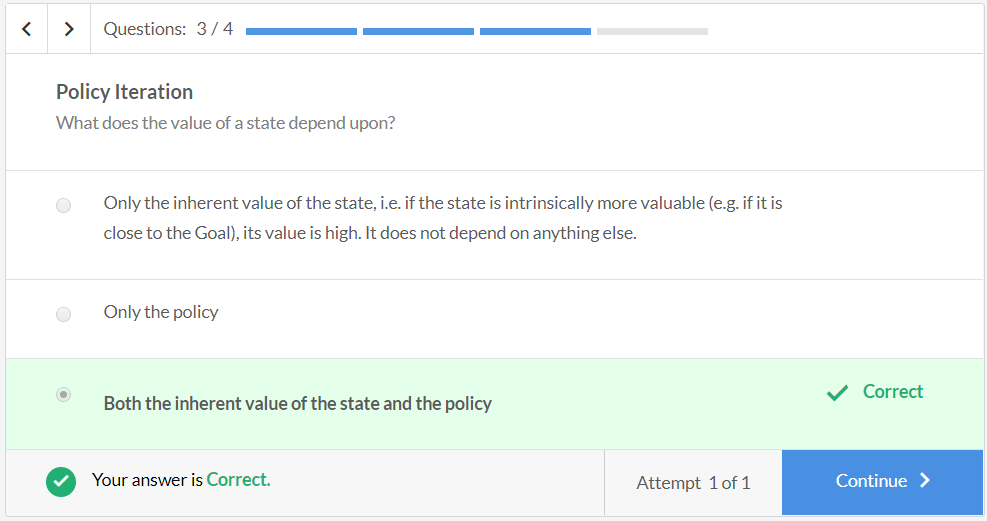 Questions: 3 / 4
Policy Iteration
What does the value of a state depend upon?
Only the inherent value of the state, i.e. if the state is intrinsically more valuable (e.g. if it is
close to the Goal), its value is high. It does not depend on anything else.
Only the policy
Both the inherent value of the state and the policy
Correct
Your answer is Correct.
Attempt 1 of 1
Continue